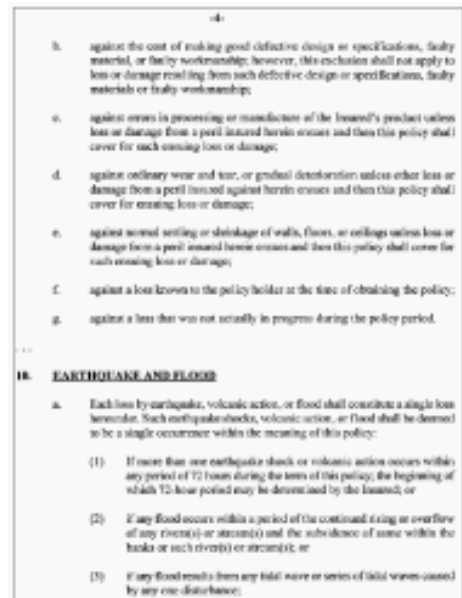 -4-
b. against the cost of making good defective design or specifications, faulty
material, or faulty workmanship; however, this exclusion shall not apply to
loss or damage resulting from such defective design or specifications, faulty
materials or faulty workmanship;
c. against errors in processing or manufacture of the Insured's product unless
loss or damage from a peril insured herein ensues and then this policy shall
cover for such ensuing loss or damage;
d. against ordinary wear and tear, or gradual deterioration unless other loss or
damage from a peril insured against herein ensues and then this policy shall
cover for ensuing loss or damage;
e. against normal settling or shrinkage of walls, floors, or ceilings unless loss or
damage from a peril insured herein ensues and then this policy shall cover for
such ensuing loss or damage;
f. against a loss known to the policy holder at the time of obtaining the policy;
g. against a loss that was not actually in progress during the policy period.
...
10. EARTHQUAKE AND FLOOD
a. Each loss by earthquake, volcanic action, or flood shall constitute a single loss
hereunder. Such earthquake shocks, volcanic action, or flood shall be deemed
to be a single occurrence within the meaning of this policy:
(1) If more than one earthquake shock or volcanic action occurs within
any period of 72 hours during the term of this policy; the beginning of
which 72-hour period may be determined by the Insured; or
(2) if any flood occurs within a period of the continued rising or overflow
of any river(s) or stream(s) and the subsidence of same within the
banks or such river(s) or stream(s); or
(3) if any flood results from any tidal wave or series of tidal waves caused
by any one disturbance;